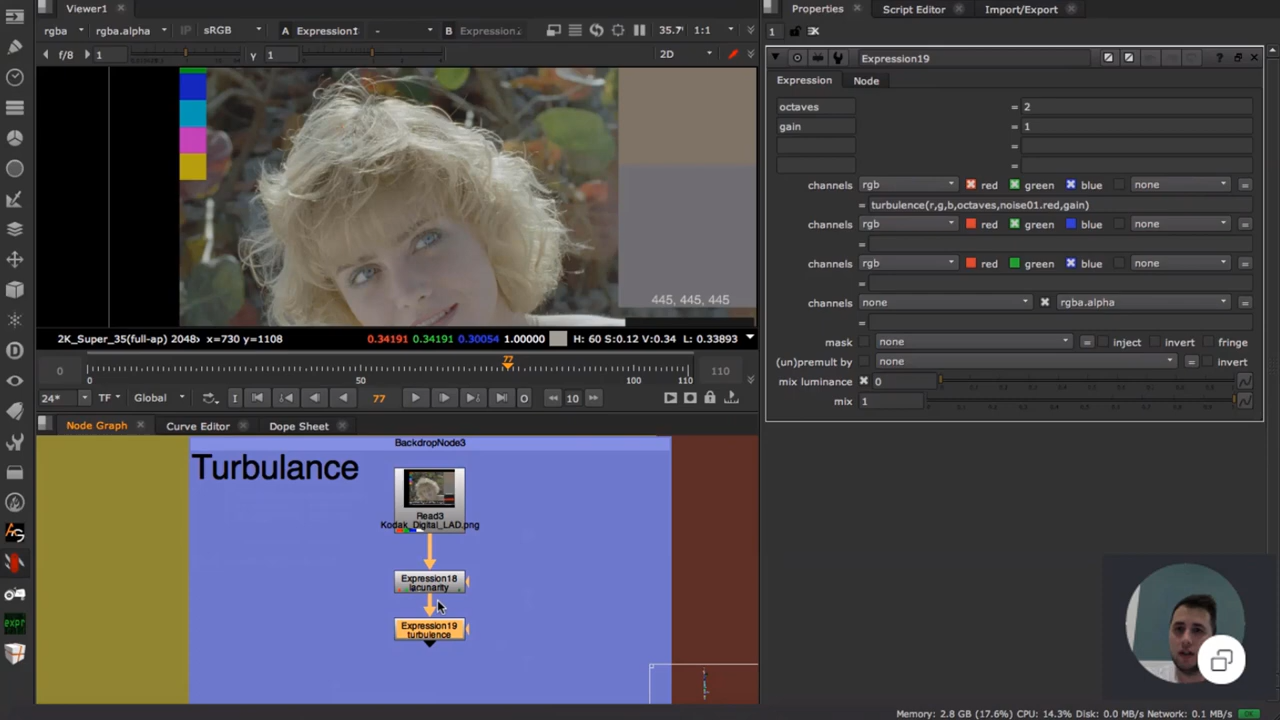 Viewer1
Properties
Script Editor
Import/Export
rgba
rgba.alpha
IP
sRGB
A
Expression1
-
B
Expression
35.7
1:1
1
f/8
1
γ
1
2D
Expression19
Expression
Node
octaves
= 2
gain
= 1
=
=
channels
rgb
red
green
blue
none
=
= turbulence(r,g,b,octaves,noise01.red,gain)
channels
rgb
red
green
blue
none
=
=
channels
rgb
red
green
blue
none
=
=
channels
none
rgba.alpha
=
=
mask
none
=
inject
invert
fringe
(un)premult by
none
=
invert
mix luminance
0
mix
1
445, 445, 445
2K_Super_35(full-ap) 2048› x=730 y=1108
0.34191 0.34191 0.30054 1.00000
H: 60 S:0.12 V:0.34 L: 0.33893
77
0
0
50
100
110
110
24*
TF
Global
I
77
O
10
Node Graph
Curve Editor
Dope Sheet
BackdropNode3
Turbulance
Read3
Kodak_Digital_LAD.png
Expression18
lacunarity
Expression19
turbulence
expr
Memory: 2.8 GB (17.6%) CPU: 14.3% Disk: 0.0 MB/s Network: 0.1 MB/s